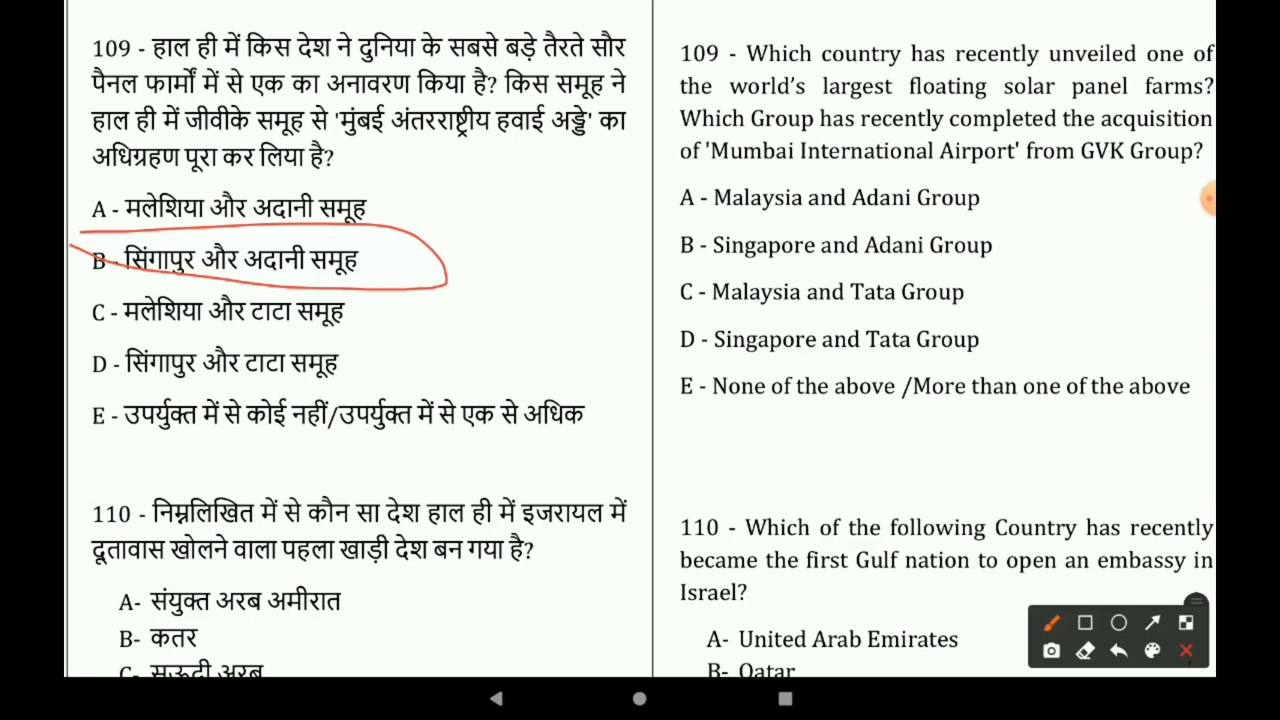 109 - हाल ही में किस देश ने दुनिया के सबसे बड़े तैरते सौर
पैनल फार्मों में से एक का अनावरण किया है? किस समूह ने
हाल ही में जीवीके समूह से 'मुंबई अंतरराष्ट्रीय हवाई अड्डे' का
अधिग्रहण पूरा कर लिया है?
A - मलेशिया और अदानी समूह
B - सिंगापुर और अदानी समूह
C - मलेशिया और टाटा समूह
D - सिंगापुर और टाटा समूह
E - उपर्युक्त में से कोई नहीं/उपर्युक्त में से एक से अधिक
110 - निम्नलिखित में से कौन सा देश हाल ही में इजरायल में
दूतावास खोलने वाला पहला खाड़ी देश बन गया है?
A- संयुक्त अरब अमीरात
B- कतर
C- सऊदी अरब
109 - Which country has recently unveiled one of
the world’s largest floating solar panel farms?
Which Group has recently completed the acquisition
of 'Mumbai International Airport' from GVK Group?
A - Malaysia and Adani Group
B - Singapore and Adani Group
C - Malaysia and Tata Group
D - Singapore and Tata Group
E - None of the above /More than one of the above
110 - Which of the following Country has recently
became the first Gulf nation to open an embassy in
Israel?
A- United Arab Emirates
B- Qatar